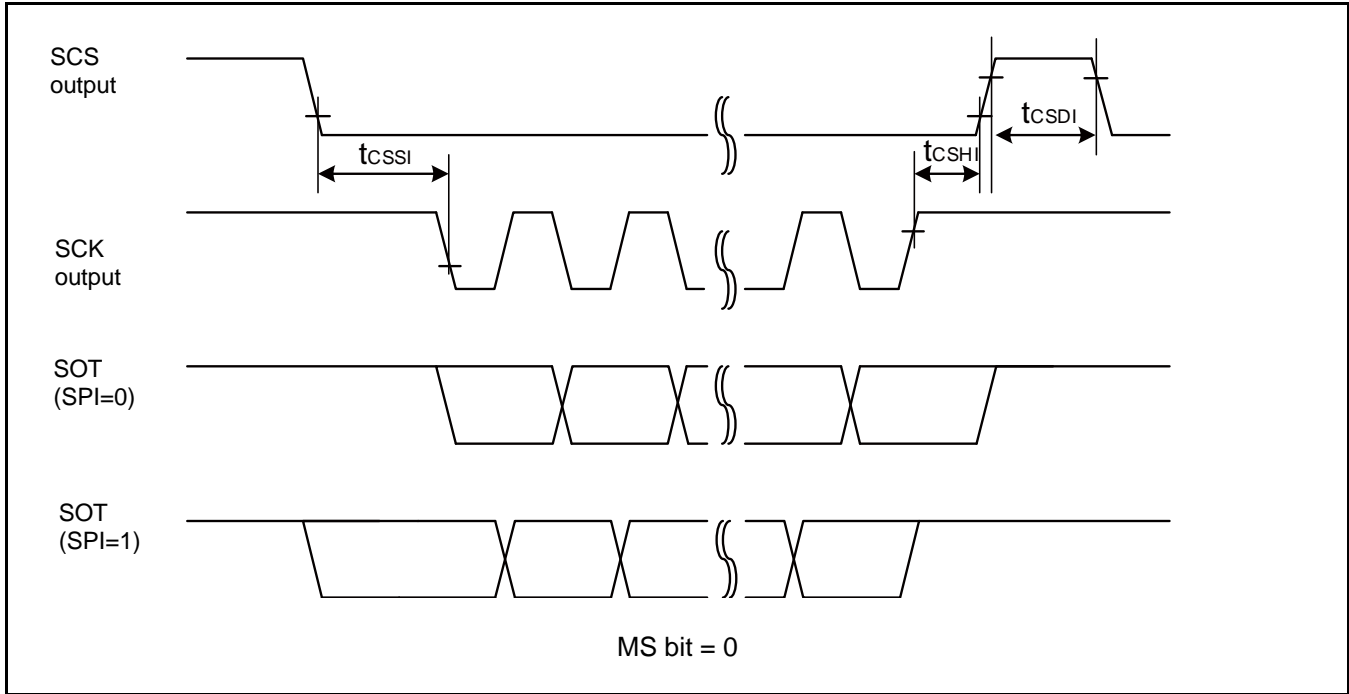 SCS
output
tCSDI
tCSSI
tCSHI
SCK
output
SOT
(SPI=0)
SOT
(SPI=1)
MS bit = 0